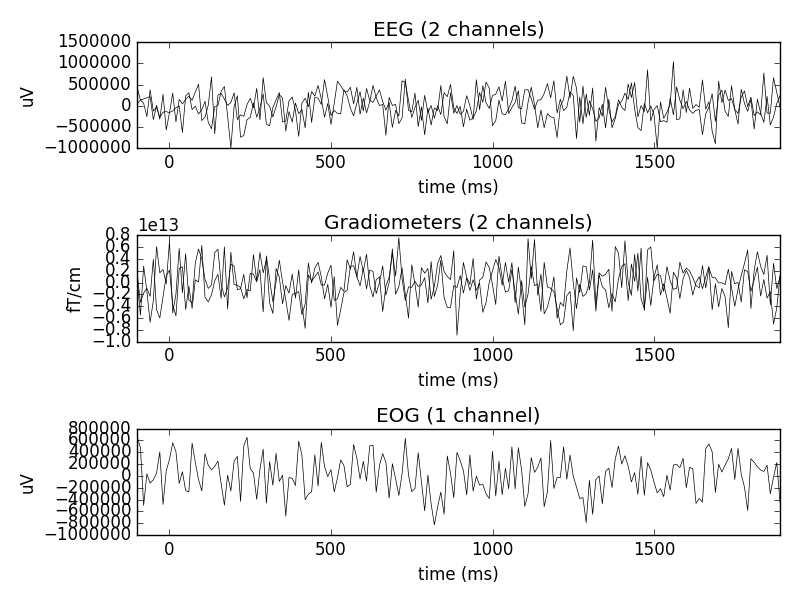 EEG (2 channels)
1500000
1000000
500000
0
−500000
−1000000
uV
0 500 1000 1500
time (ms)
1e13 Gradiometers (2 channels)
0.8
0.6
0.4
0.2
0.0
−0.2
−0.4
−0.6
−0.8
−1.0
fT/cm
0 500 1000 1500
time (ms)
EOG (1 channel)
800000
600000
400000
200000
0
−200000
−400000
−600000
−800000
−1000000
uV
0 500 1000 1500
time (ms)